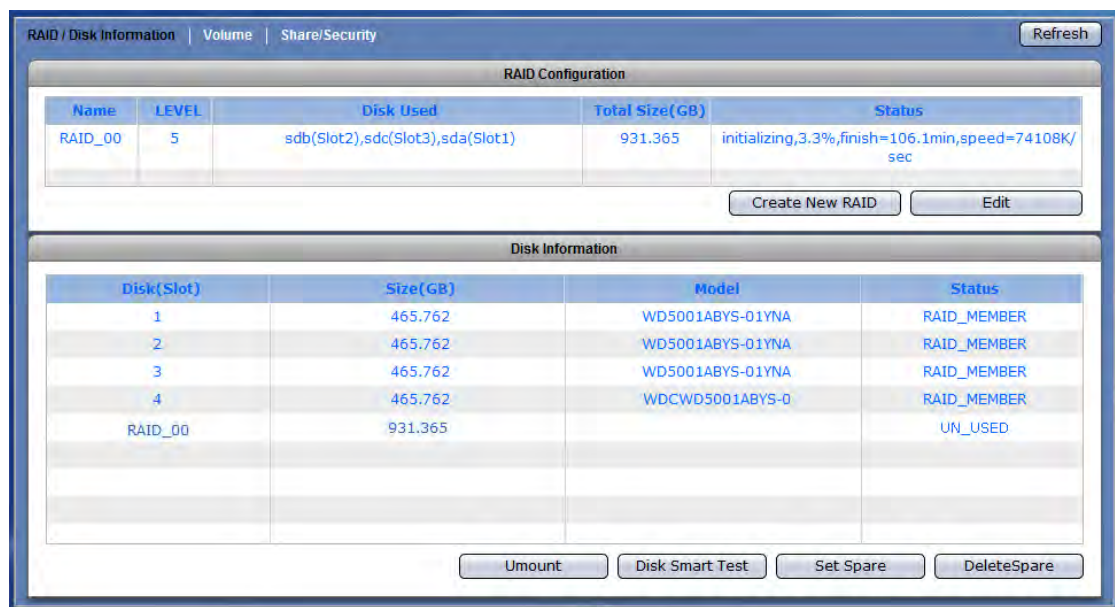 RAID / Disk Information | Volume | Share/Security Refresh
RAID Configuration
Name LEVEL Disk Used Total Size(GB) Status
RAID_00 5 sdb(Slot2),sdc(Slot3),sda(Slot1) 931.365 initializing,3.3%,finish=106.1min,speed=74108K/
sec
Create New RAID Edit
Disk Information
Disk(Slot) Size(GB) Model Status
1 465.762 WD5001ABYS-01YNA RAID_MEMBER
2 465.762 WD5001ABYS-01YNA RAID_MEMBER
3 465.762 WD5001ABYS-01YNA RAID_MEMBER
4 465.762 WDCWD5001ABYS-0 RAID_MEMBER
RAID_00 931.365 UN_USED
Umount Disk Smart Test Set Spare DeleteSpare